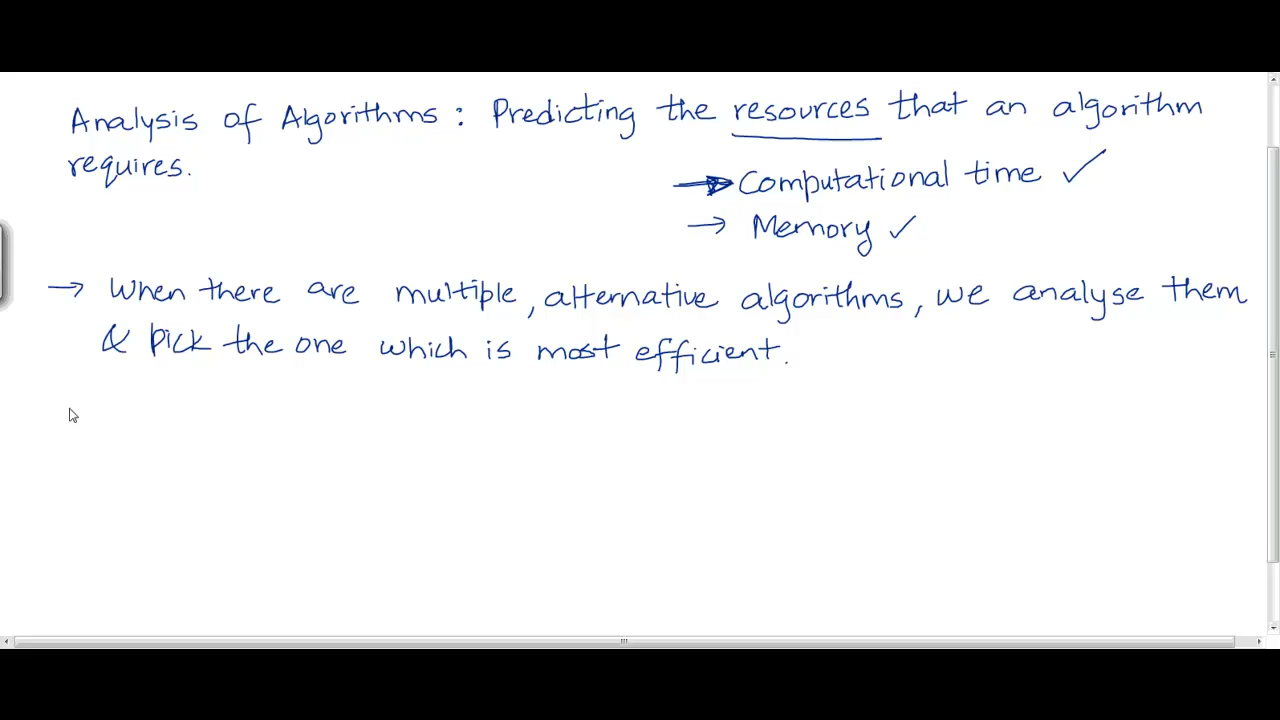 Analysis of Algorithms : Predicting the resources that an algorithm
requires.
→ Computational time ✓
→ Memory ✓
→ When there are multiple, alternative algorithms, we analyse them
& pick the one which is most efficient.